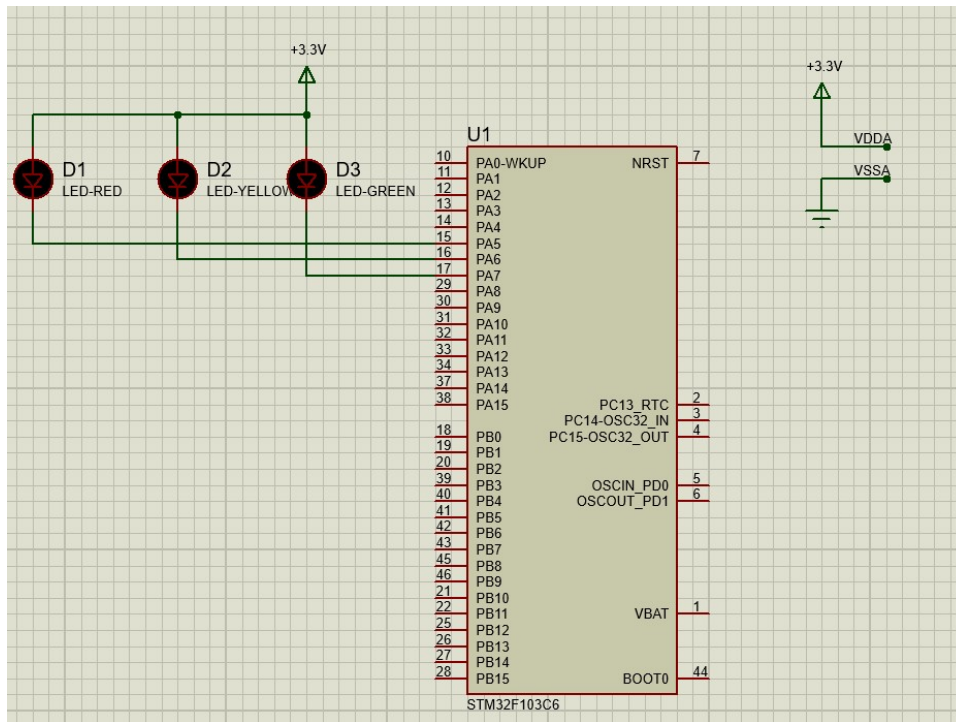 +3.3V
D1
LED-RED
D2
LED-YELLOW
D3
LED-GREEN
U1
10 PA0-WKUP
11 PA1
12 PA2
13 PA3
14 PA4
15 PA5
16 PA6
17 PA7
29 PA8
30 PA9
31 PA10
32 PA11
33 PA12
34 PA13
37 PA14
38 PA15
18 PB0
19 PB1
20 PB2
39 PB3
40 PB4
41 PB5
42 PB6
43 PB7
45 PB8
46 PB9
21 PB10
22 PB11
25 PB12
26 PB13
27 PB14
28 PB15
NRST 7
PC13_RTC 2
PC14-OSC32_IN 3
PC15-OSC32_OUT 4
OSCIN_PD0 5
OSCOUT_PD1 6
VBAT 1
BOOT0 44
STM32F103C6
+3.3V
VDDA
VSSA